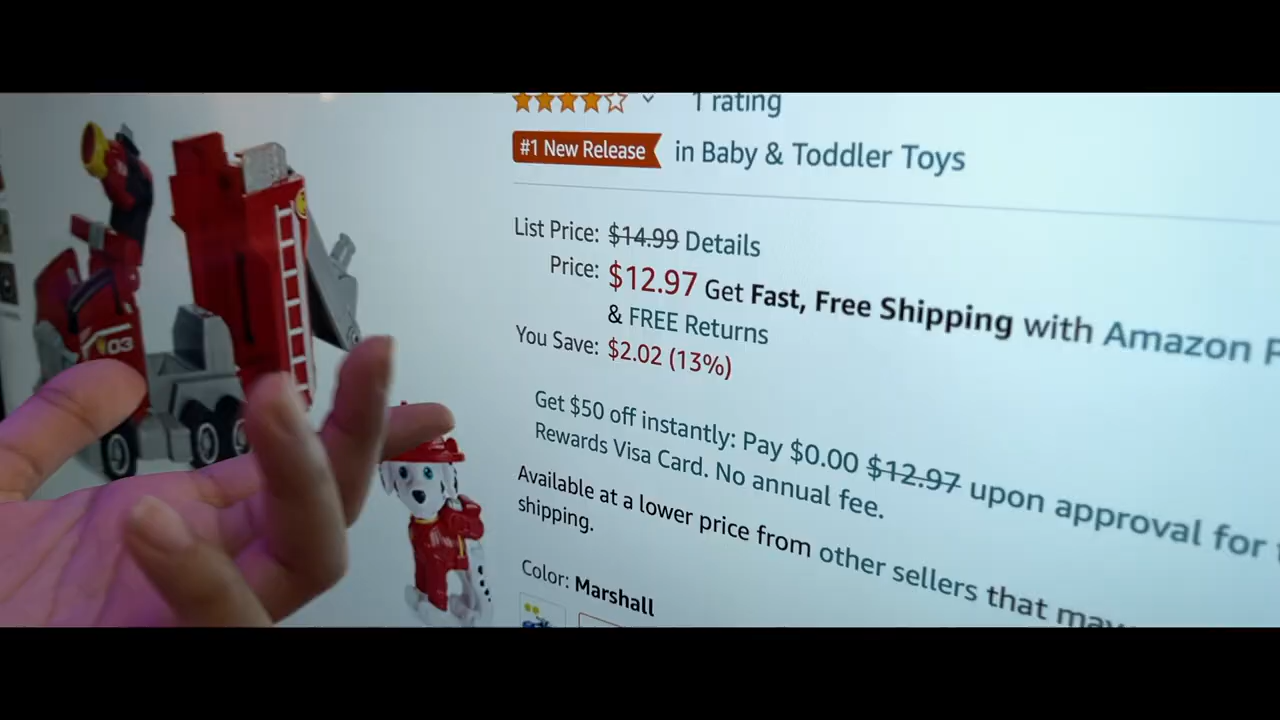 1 rating
#1 New Release in Baby & Toddler Toys
List Price: $14.99 Details
Price: $12.97 Get Fast, Free Shipping with Amazon
& FREE Returns
You Save: $2.02 (13%)
Get $50 off instantly: Pay $0.00 $12.97 upon approval for
Rewards Visa Card. No annual fee.
Available at a lower price from other sellers that may
shipping.
Color: Marshall
03